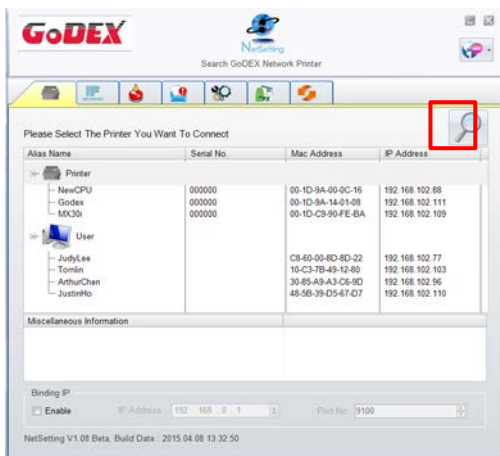 GoDEX
NetSetting
Search GoDEX Network Printer
IP
Please Select The Printer You Want To Connect
Alias Name Serial No. Mac Address IP Address
Printer
NewCPU 000000 00-1D-9A-00-0C-16 192.168.102.88
Godex 000000 00-1D-9A-14-01-08 192.168.102.111
MX30i 000000 00-1D-C9-90-FE-BA 192.168.102.109
User
JudyLee C8-60-00-8D-8D-22 192.168.102.77
Tomlin 10-C3-7B-49-12-80 192.168.102.103
ArthurChen 30-85-A9-A3-C6-9D 192.168.102.96
JustinHo 48-5B-39-D5-67-D7 192.168.102.110
Miscellaneous Information
Binding IP
Enable IP Address 192 . 168 . 0 . 1 Port No: 9100
NetSetting V1.08 Beta, Build Date : 2015.04.08 13:32:50